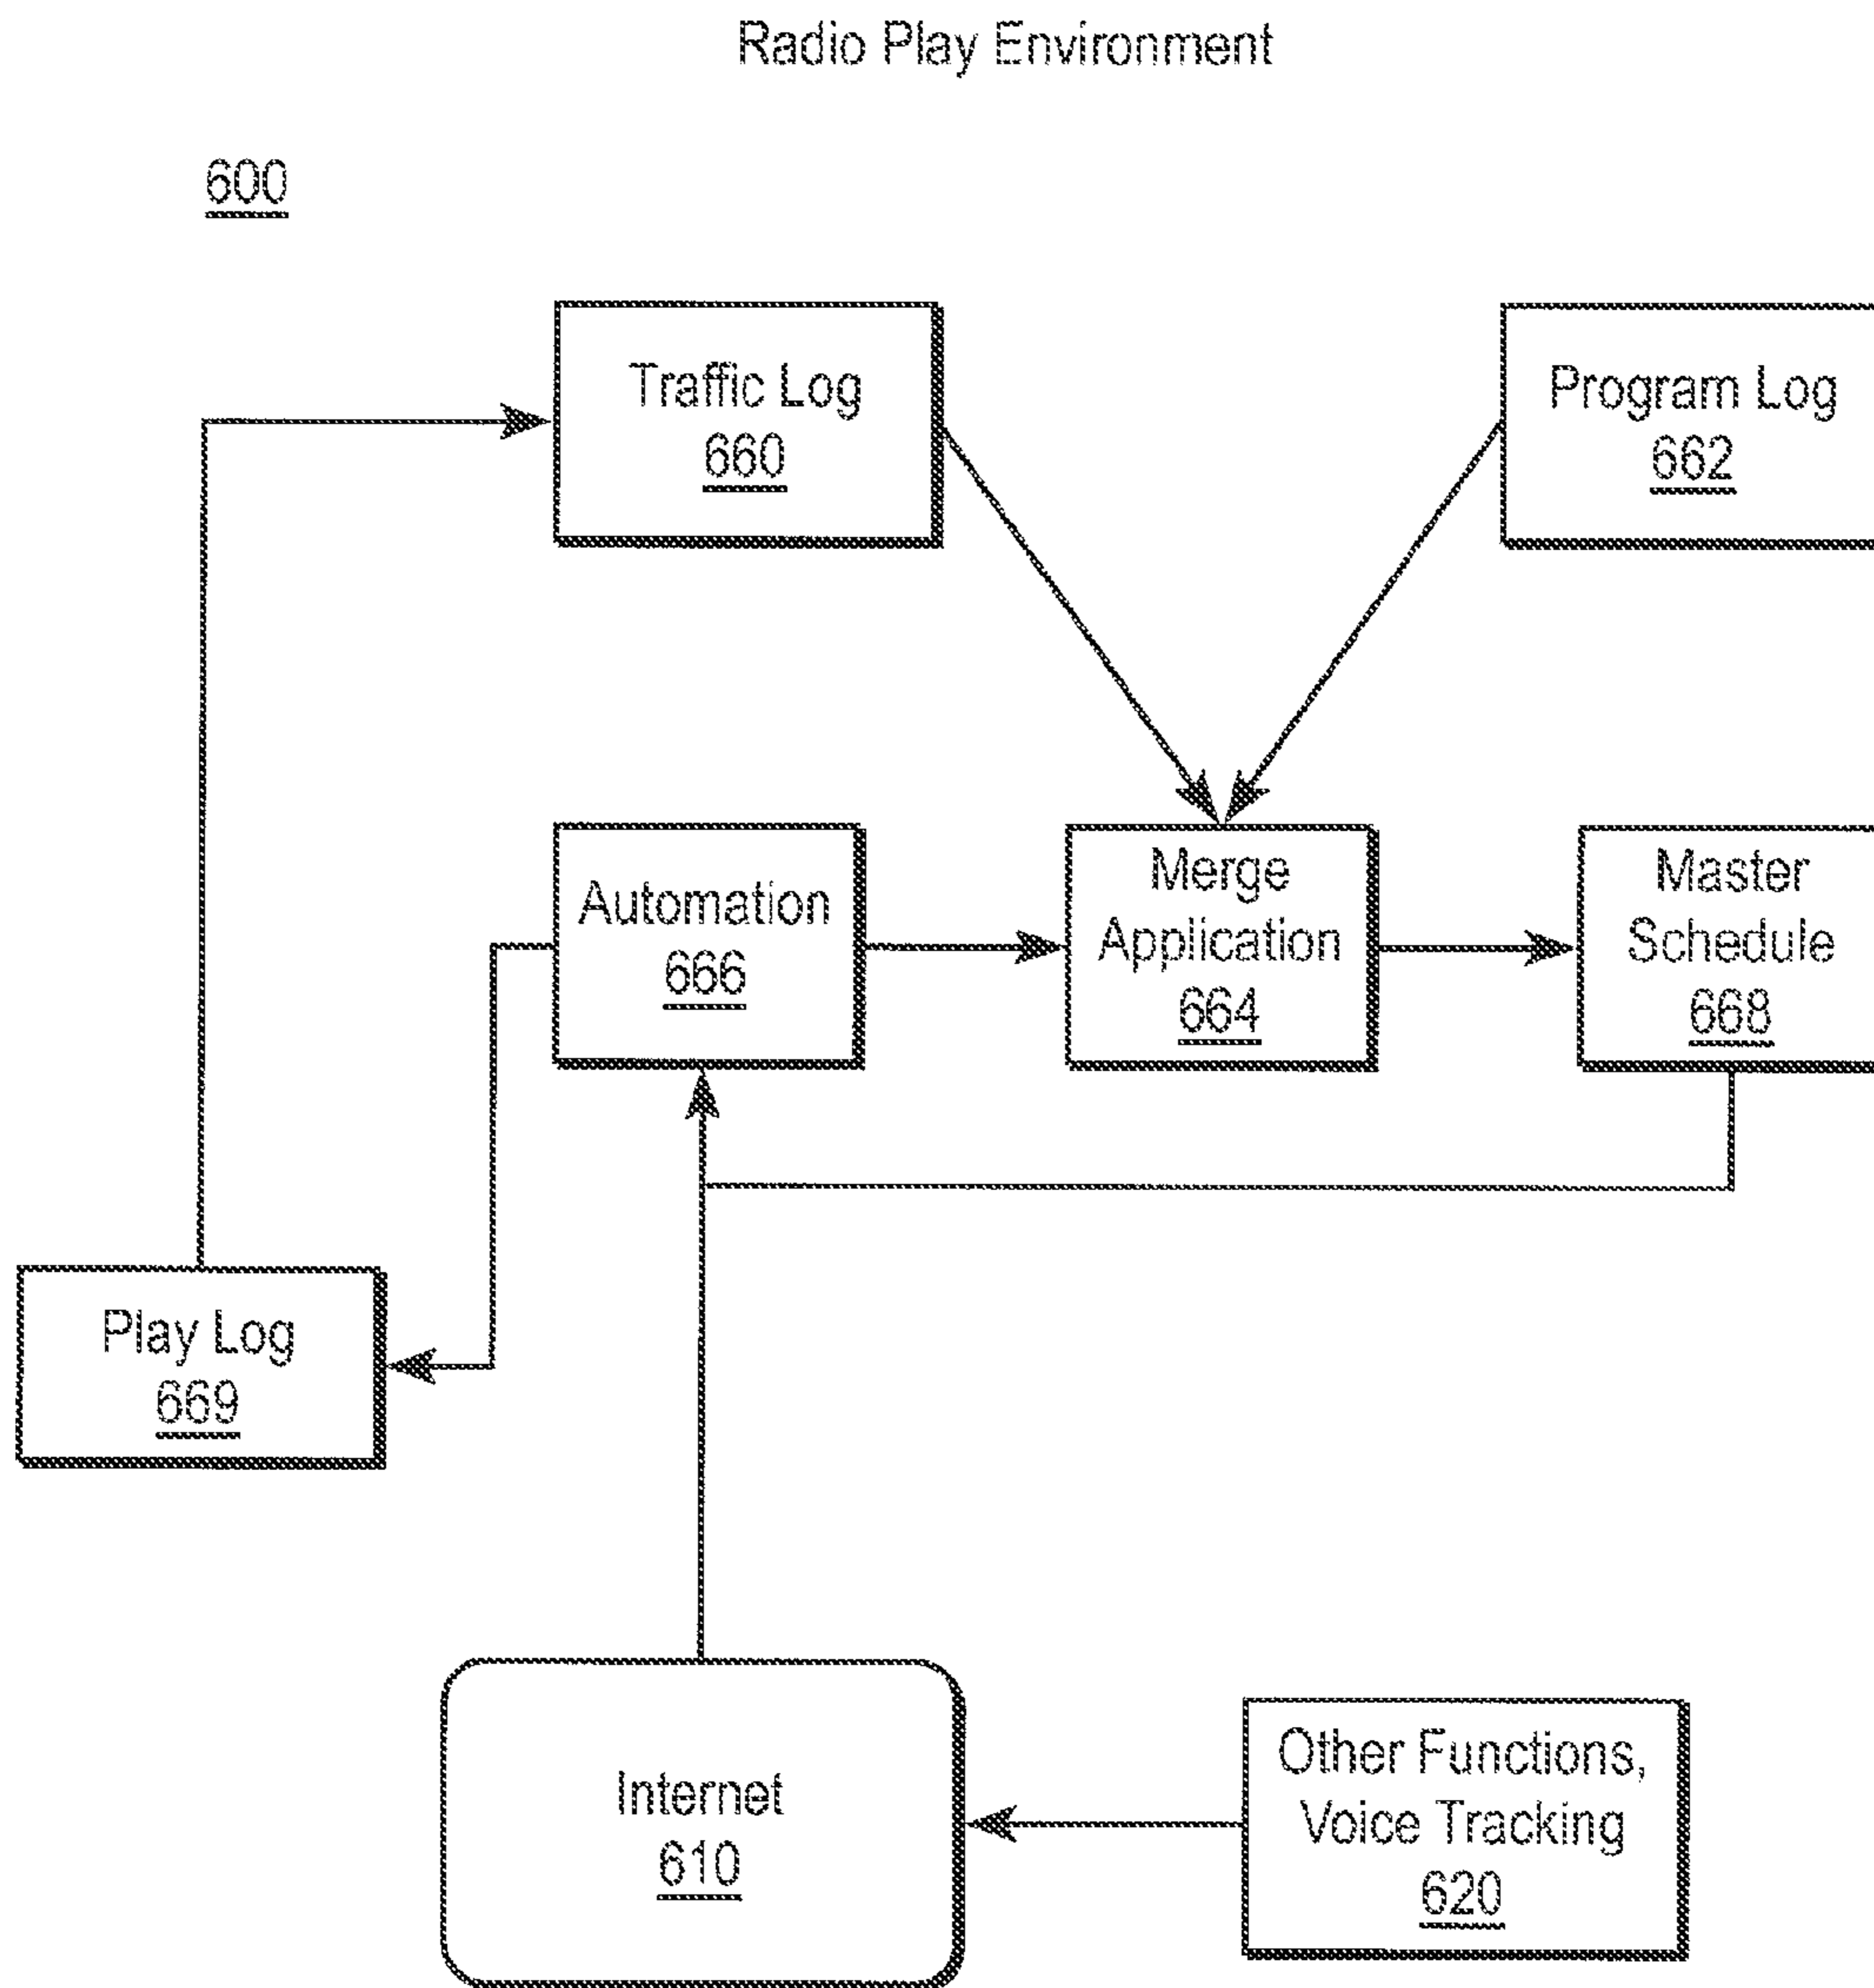 Radio Play Environment
600
Traffic Log
660
Program Log
662
Automation
666
Merge
Application
664
Master
Schedule
668
Play Log
669
Internet
610
Other Functions,
Voice Tracking
620